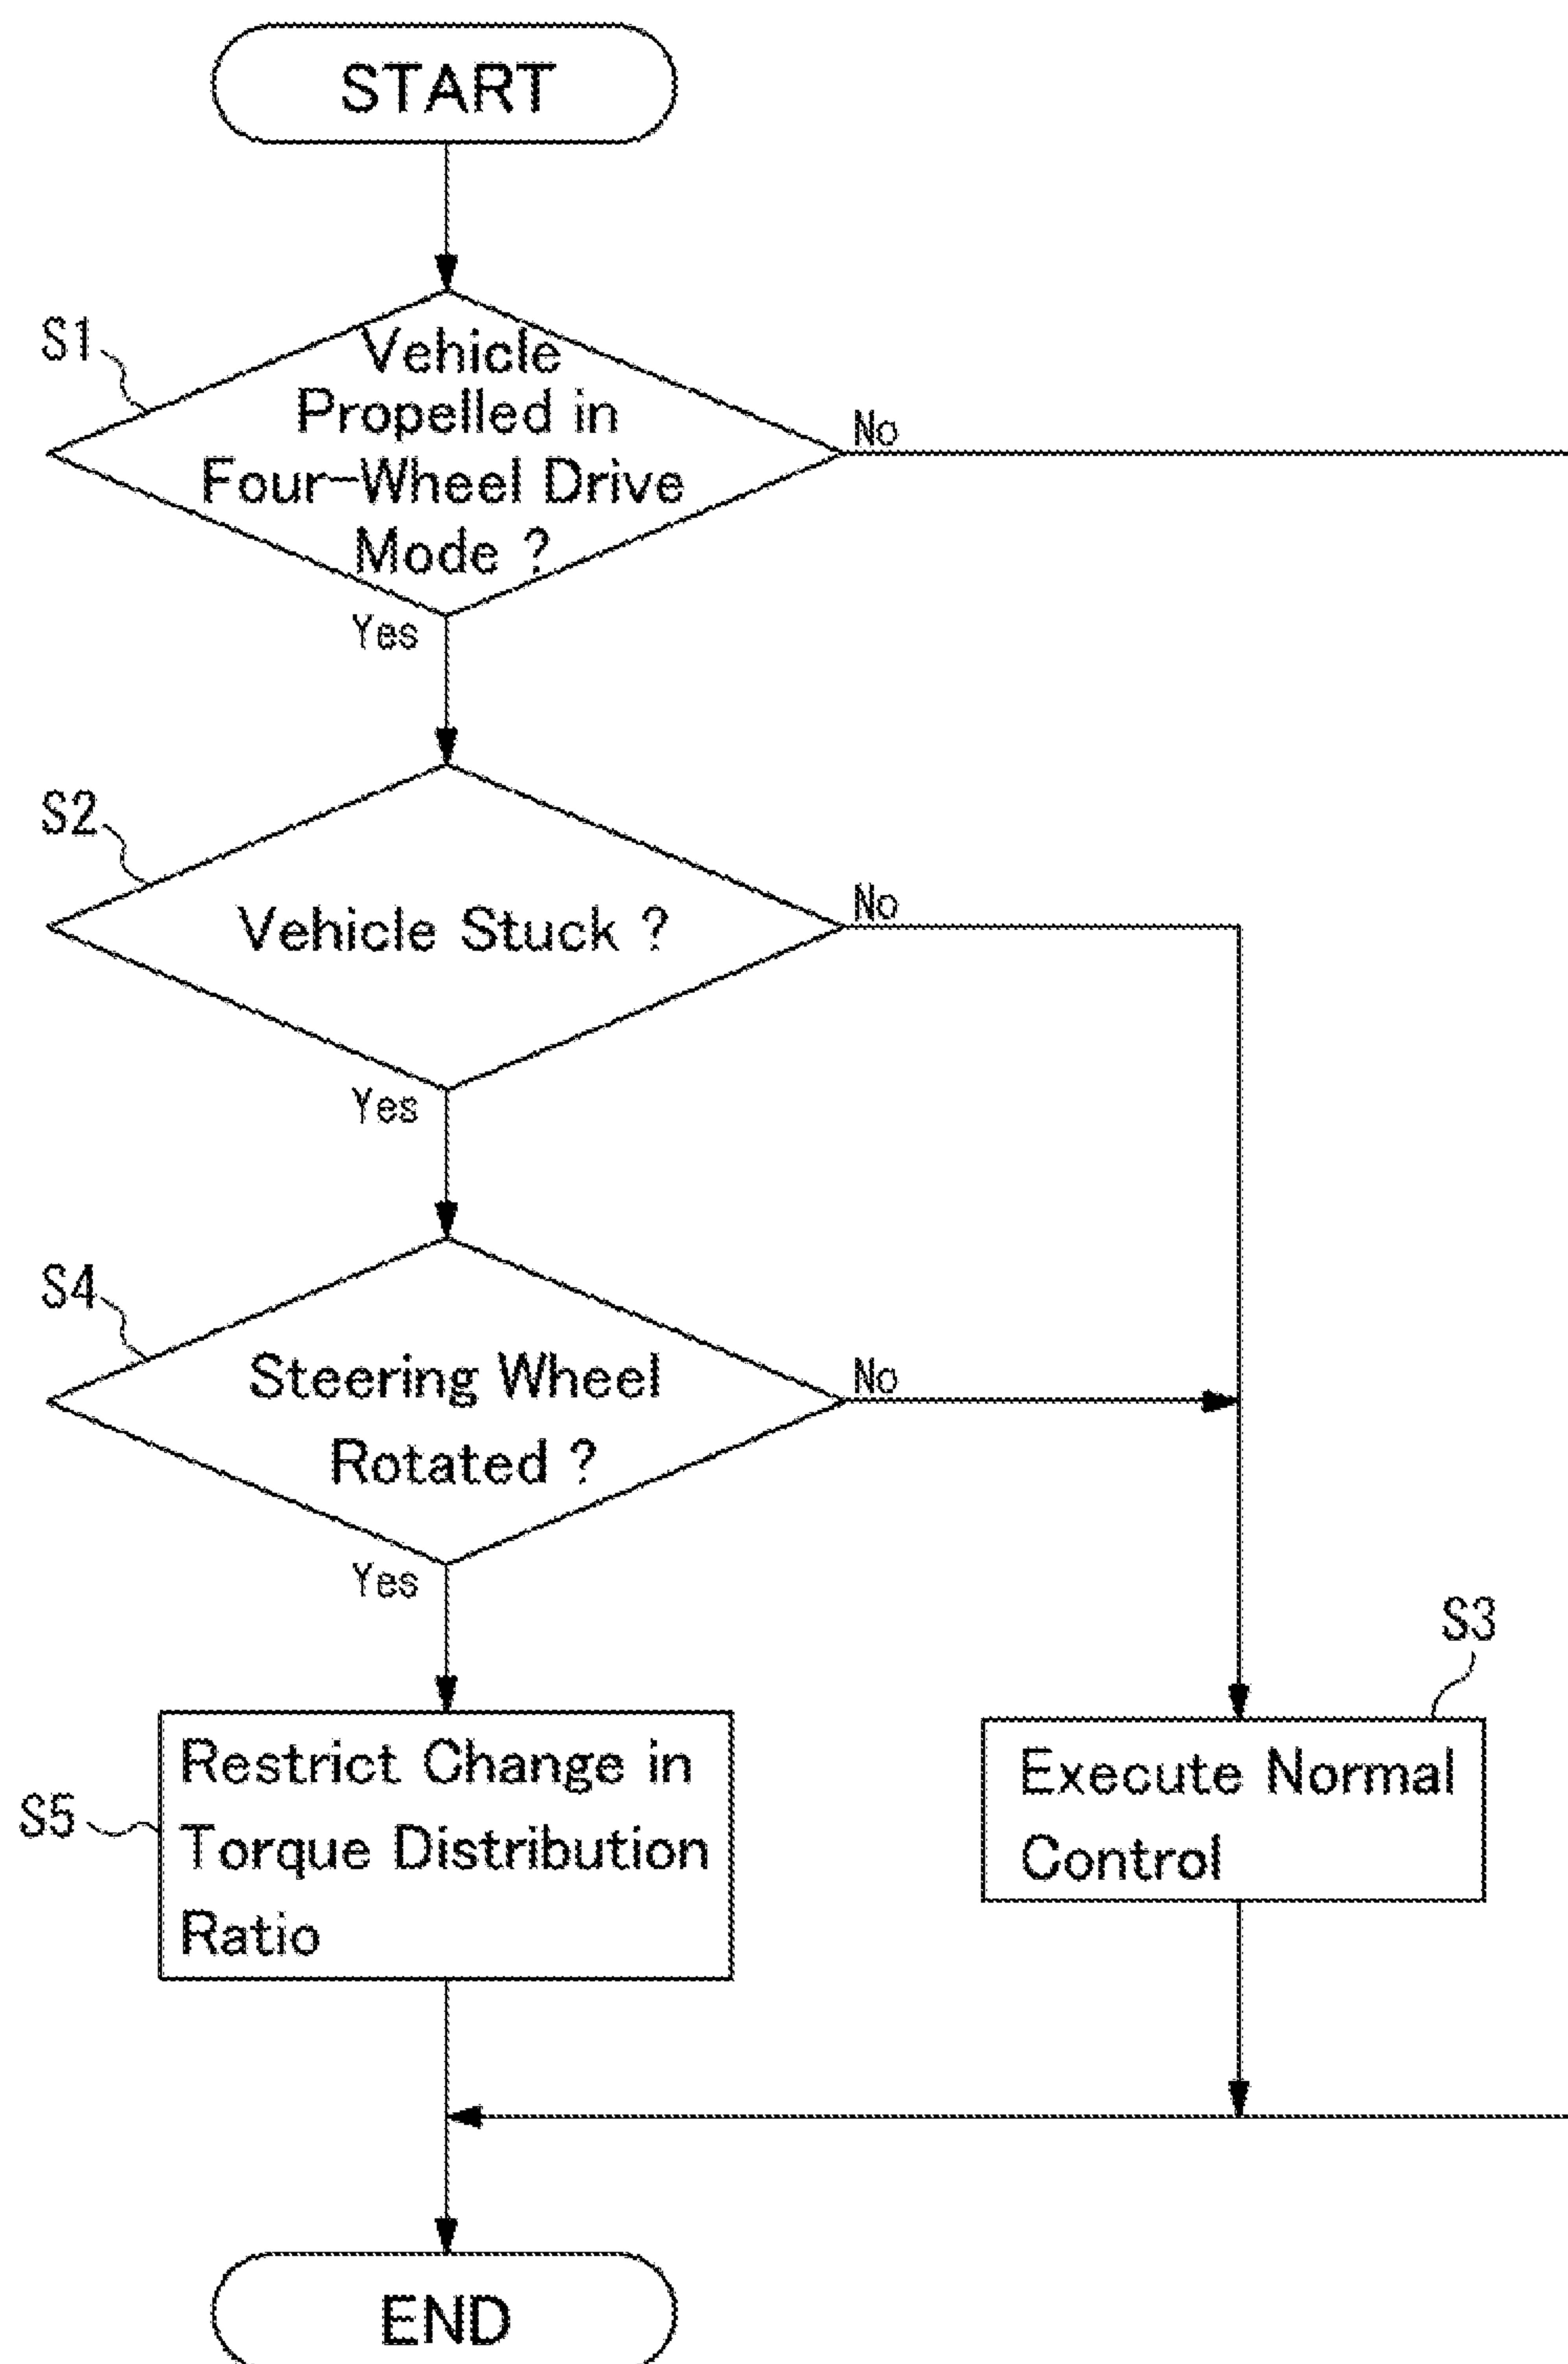 START
S1
Vehicle
Propelled in
Four-Wheel Drive
Mode ?
No
Yes
S2
Vehicle Stuck ?
No
Yes
S4
Steering Wheel
Rotated ?
No
Yes
S3
Restrict Change in
Torque Distribution
Ratio
S5
Execute Normal
Control
END